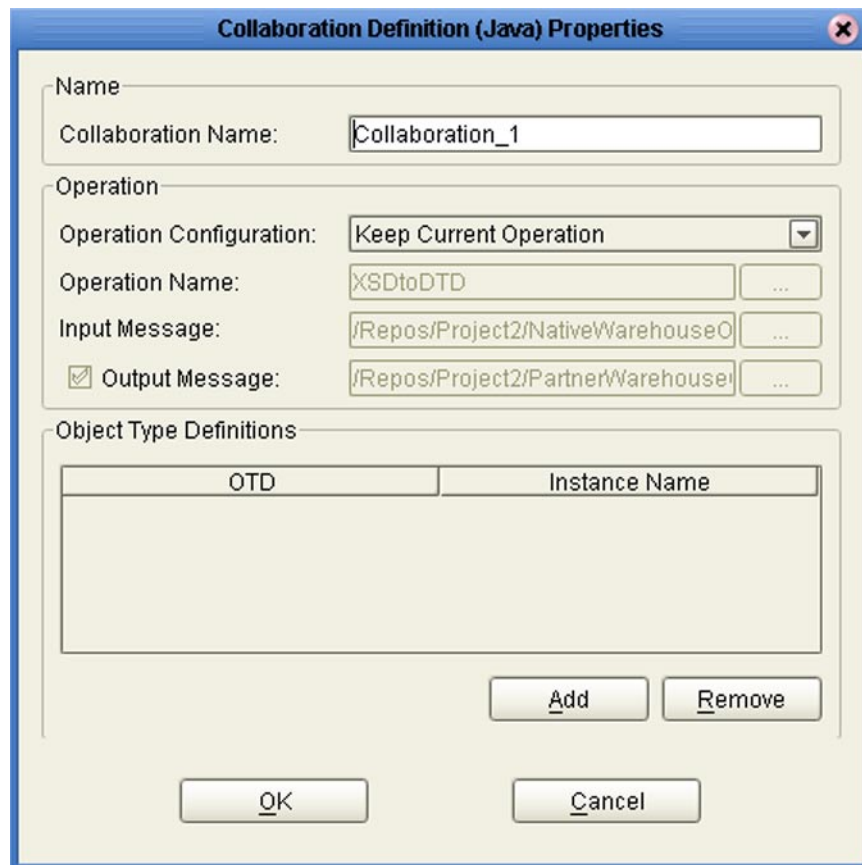 Collaboration Definition (Java) Properties
Name
Collaboration Name: Collaboration_1
Operation
Operation Configuration: Keep Current Operation
Operation Name: XSDtoDTD ...
Input Message: /Repos/Project2/NativeWarehouseO ...
Output Message: /Repos/Project2/PartnerWarehouse ...
Object Type Definitions
OTD Instance Name
Add Remove
OK Cancel